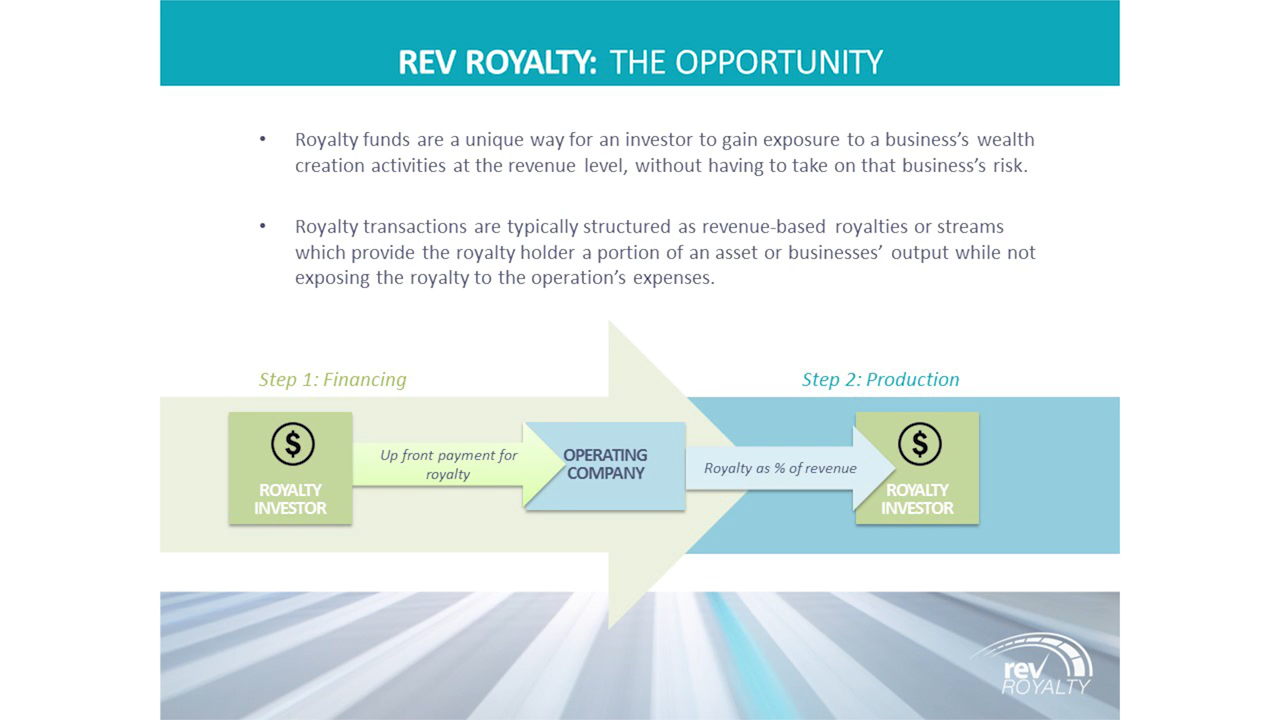 REV ROYALTY: THE OPPORTUNITY
• Royalty funds are a unique way for an investor to gain exposure to a business’s wealth
creation activities at the revenue level, without having to take on that business’s risk.
• Royalty transactions are typically structured as revenue-based royalties or streams
which provide the royalty holder a portion of an asset or businesses’ output while not
exposing the royalty to the operation’s expenses.
Step 1: Financing
Step 2: Production
$
ROYALTY
INVESTOR
Up front payment for
royalty
OPERATING
COMPANY
Royalty as % of revenue
$
ROYALTY
INVESTOR
rev
ROYALTY